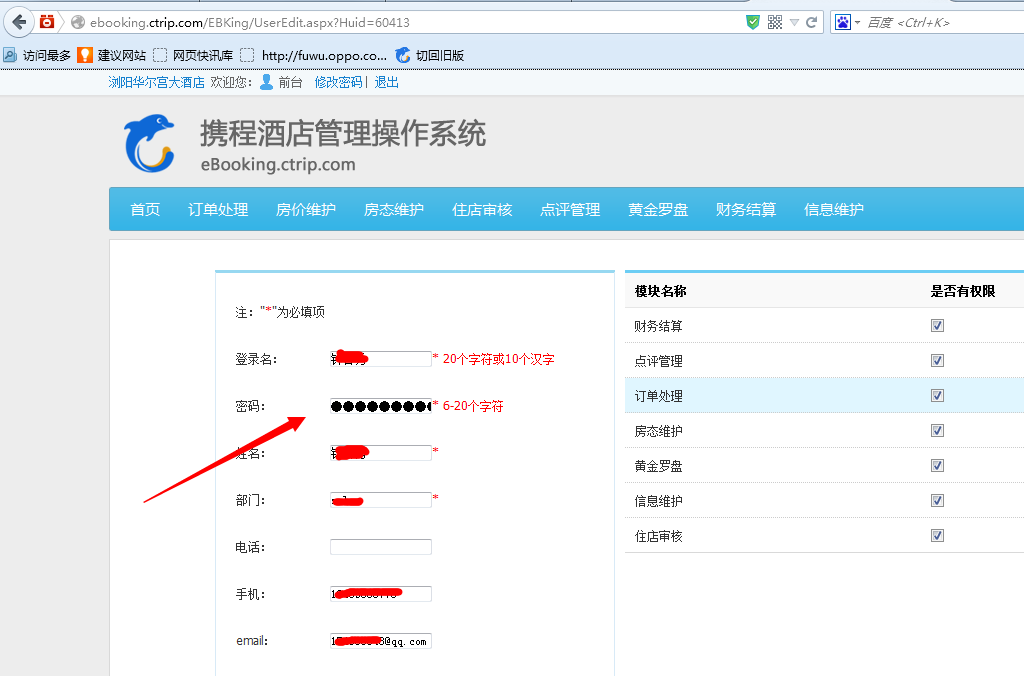 ebooking.ctrip.com/EBKing/UserEdit.aspx?Huid=60413
百度 <Ctrl+K>
访问最多 建议网站 网页快讯库 http://fuwu.oppo.co... 切回旧版
浏阳华尔宫大酒店 欢迎您: 前台 修改密码| 退出
携程酒店管理操作系统
eBooking.ctrip.com
首页 订单处理 房价维护 房态维护 住店审核 点评管理 黄金罗盘 财务结算 信息维护
注: "*"为必填项
登录名: * 20个字符或10个汉字
密码: ●●●●●●●●● * 6-20个字符
姓名: *
部门: *
电话:
手机:
email: @qq.com
模块名称 是否有权限
财务结算
点评管理
订单处理
房态维护
黄金罗盘
信息维护
住店审核